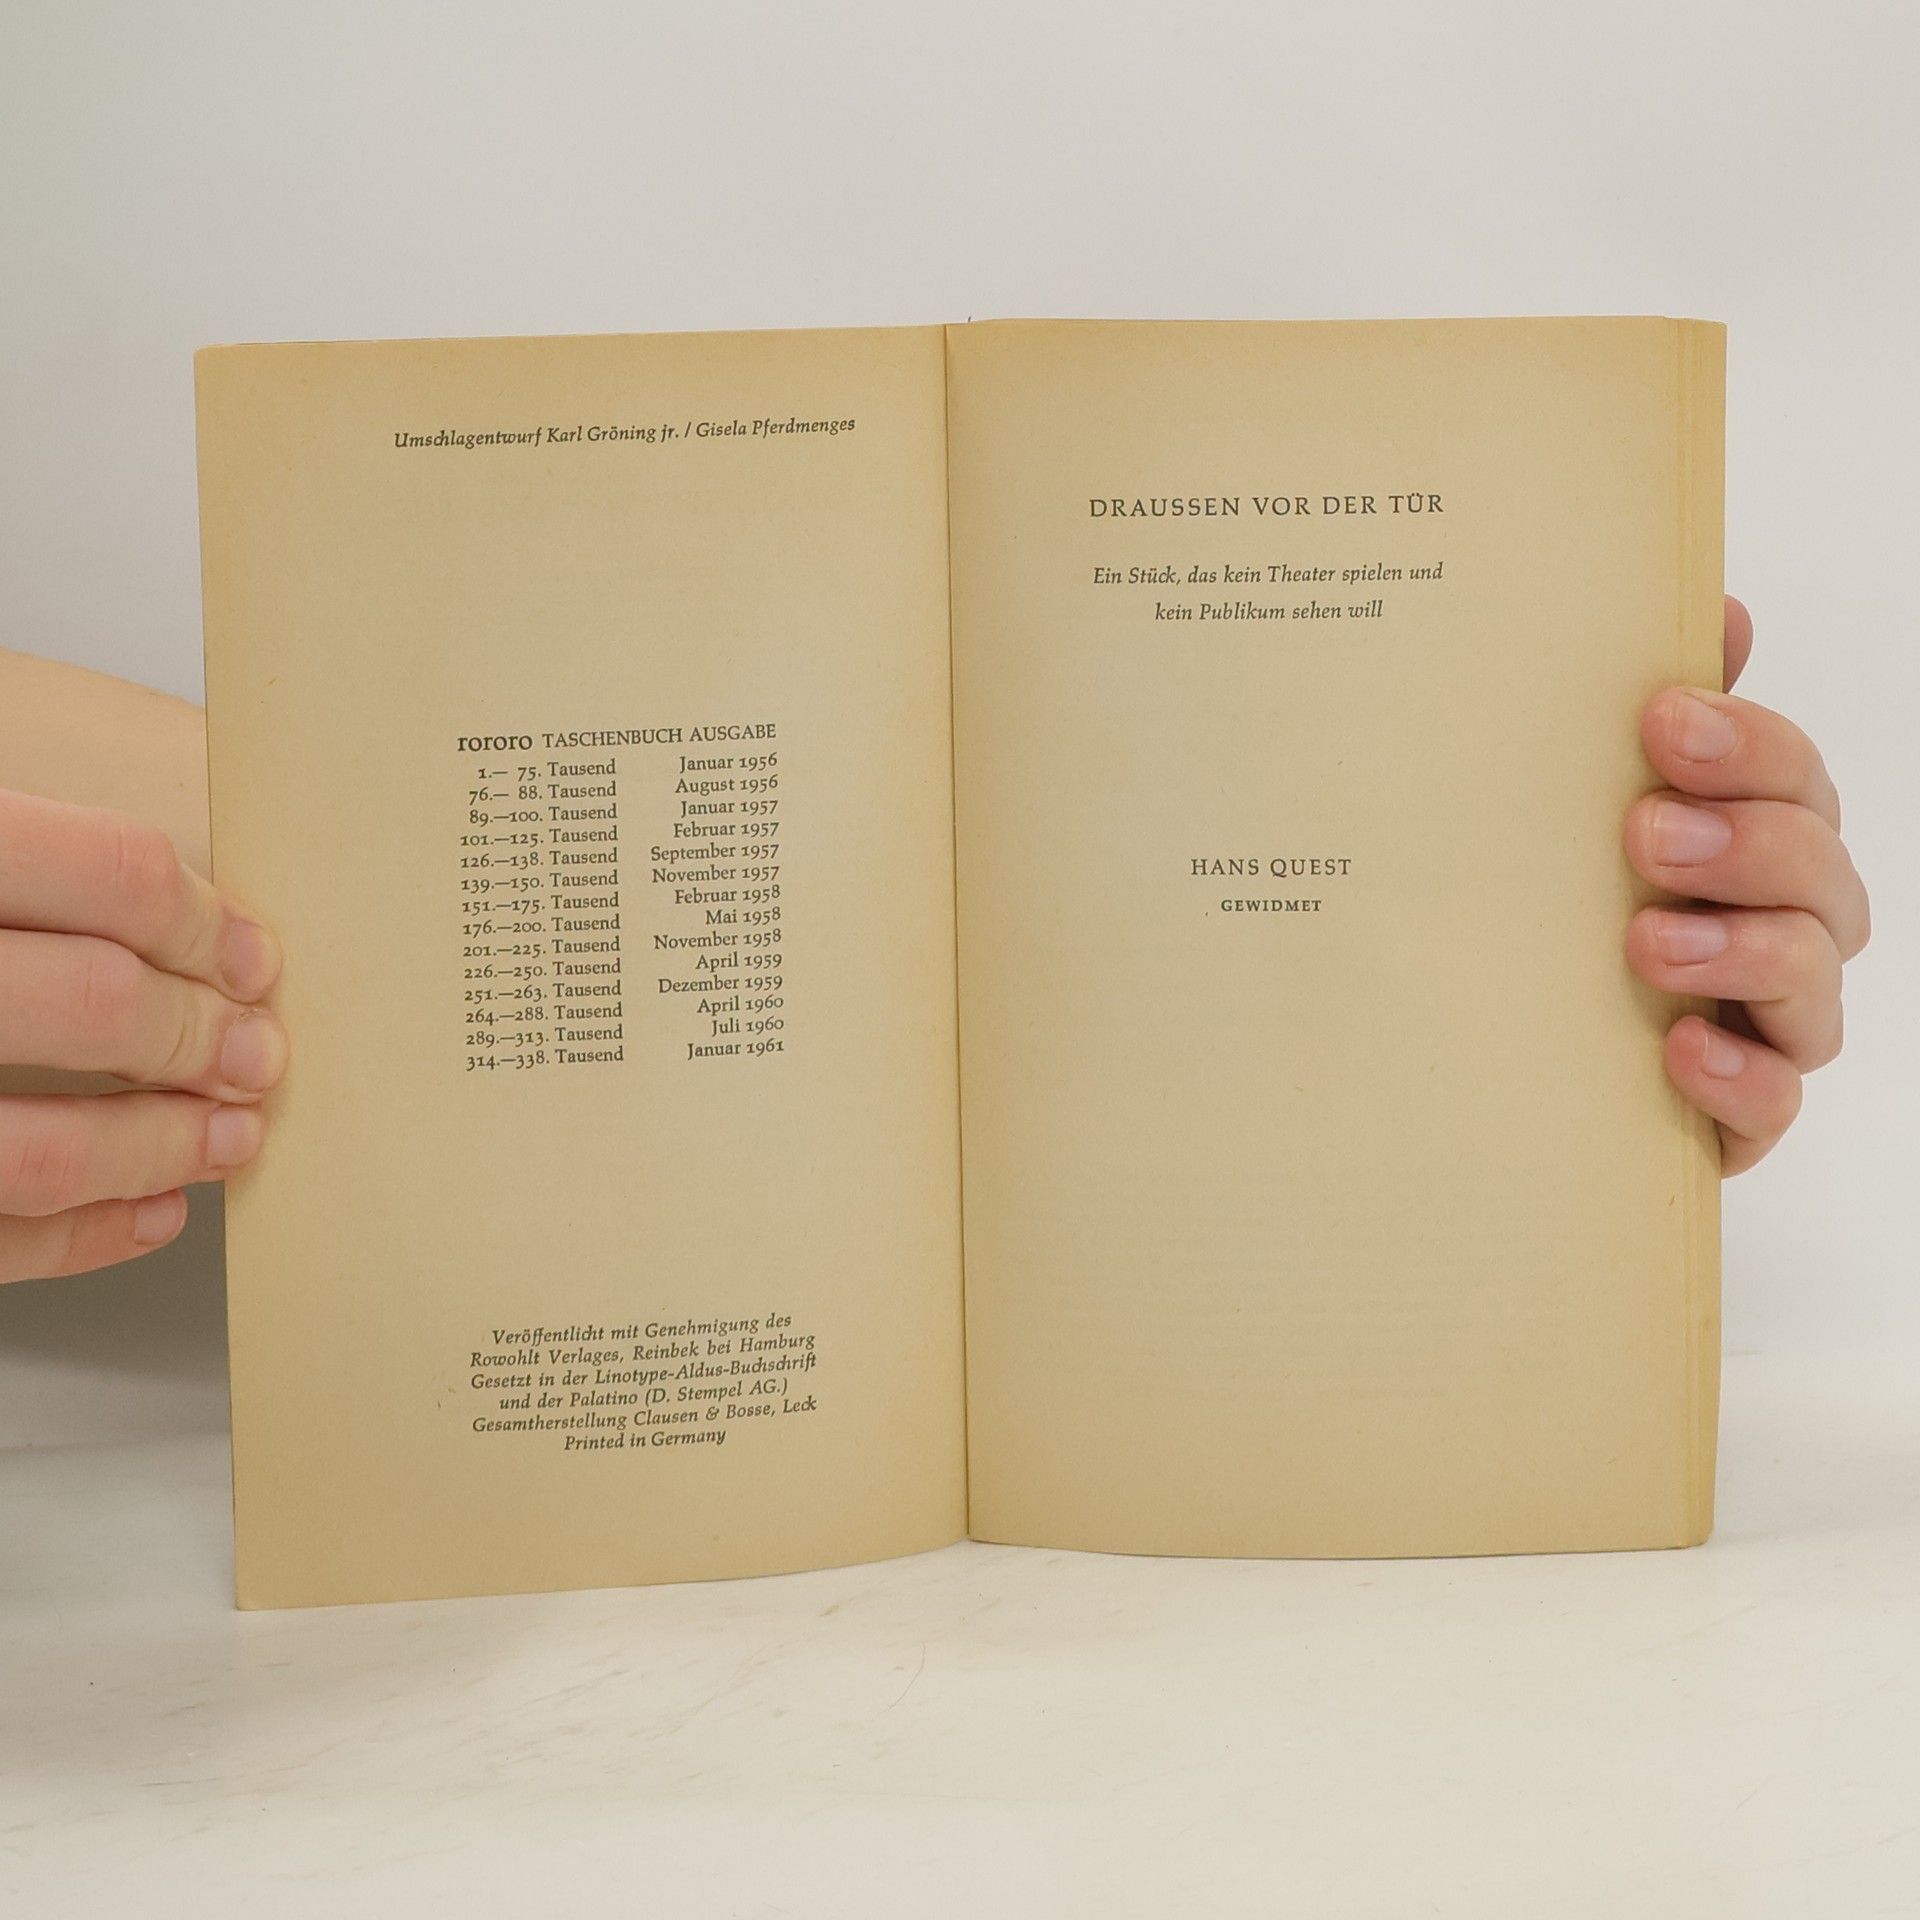 Umschlagentwurf Karl Gröning jr. / Gisela Pferdmenges
rororo TASCHENBUCH AUSGABE
1.— 75. Tausend Januar 1956
76.— 88. Tausend August 1956
89.—100. Tausend Januar 1957
101.—125. Tausend Februar 1957
126.—138. Tausend September 1957
139.—150. Tausend November 1957
151.—175. Tausend Februar 1958
176.—200. Tausend Mai 1958
201.—225. Tausend November 1958
226.—250. Tausend April 1959
251.—263. Tausend Dezember 1959
264.—288. Tausend April 1960
289.—313. Tausend Juli 1960
314.—338. Tausend Januar 1961
Veröffentlicht mit Genehmigung des
Rowohlt Verlages, Reinbek bei Hamburg
Gesetzt in der Linotype-Aldus-Buchschrift
und der Palatino (D. Stempel AG.)
Gesamtherstellung Clausen & Bosse, Leck
Printed in Germany
DRAUSSEN VOR DER TÜR
Ein Stück, das kein Theater spielen und
kein Publikum sehen will
HANS QUEST
GEWIDMET